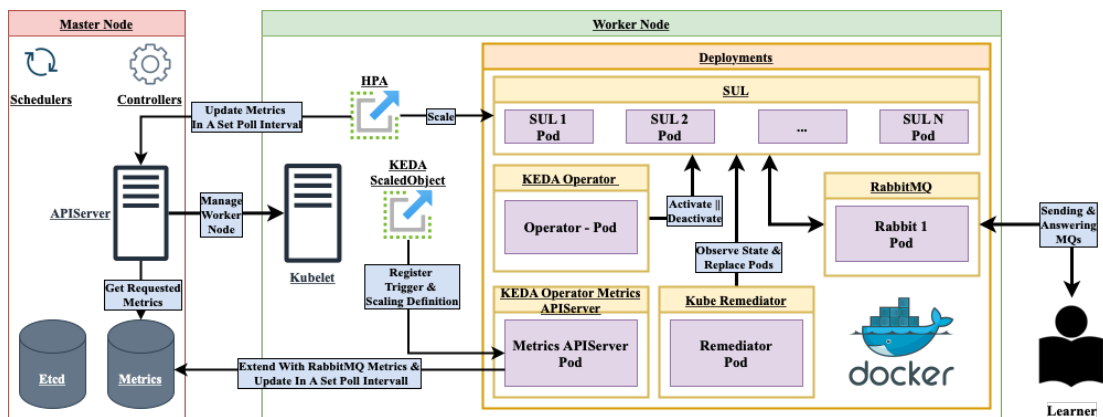 Master Node
Schedulers
Controllers
Update Metrics
In A Set Poll Interval
APIServer
Manage
Worker
Node
Get Requested
Metrics
Etcd
Metrics
Worker Node
HPA
Scale
KEDA
ScaledObject
Kubelet
Register
Trigger &
Scaling Definition
Extend With RabbitMQ Metrics &
Update In A Set Poll Intervall
Deployments
SUL
SUL 1
Pod
SUL 2
Pod
...
SUL N
Pod
KEDA Operator
Operator - Pod
Activate ||
Deactivate
RabbitMQ
Rabbit 1
Pod
Observe State &
Replace Pods
KEDA Operator Metrics
APIServer
Metrics APIServer
Pod
Kube Remediator
Remediator
Pod
docker
Sending &
Answering
MQs
Learner